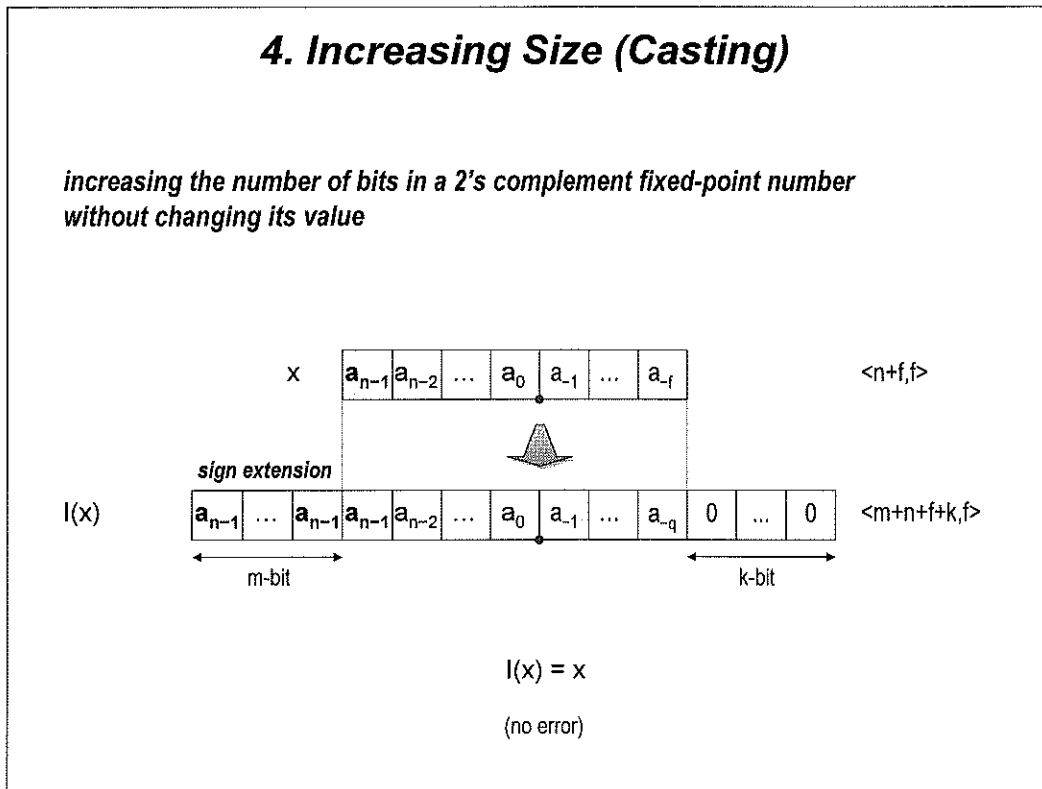 4. Increasing Size (Casting)
increasing the number of bits in a 2's complement fixed-point number
without changing its value
x a_{n-1} a_{n-2} ... a_0 a_{-1} ... a_{-f} <n+f,f>
sign extension
I(x) a_{n-1} ... a_{n-1} a_{n-1} a_{n-2} ... a_0 a_{-1} ... a_{-q} 0 ... 0 <m+n+f+k,f>
m-bit k-bit
I(x) = x
(no error)